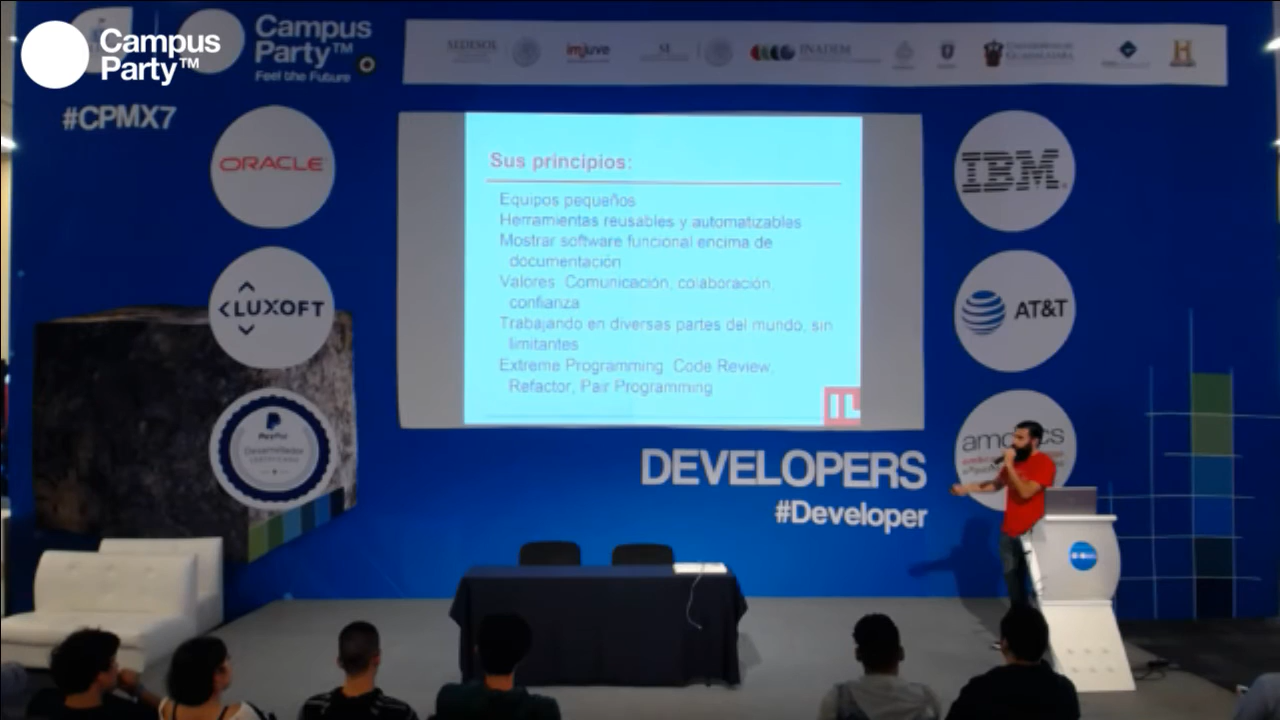 Campus
Party™
Campus
Party™
Feel the Future
#CPMX7
SEDESOL
imjuve
SE
INADEM
H
ORACLE
LUXOFT
PayPal
Desarrollador
IBM
AT&T
Sus principios:
Equipos pequeños
Herramientas reusables y automatizables
Mostrar software funcional encima de
documentación
Valores: Comunicación, colaboración,
confianza
Trabajando en diversas partes del mundo, sin
limitantes
Extreme Programming: Code Review,
Refactor, Pair Programming
DEVELOPERS
#Developer